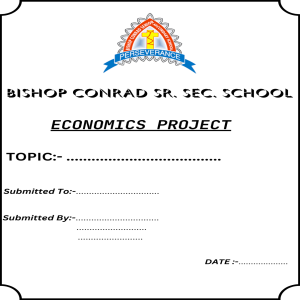 PERSEVERANCE
BISHOP CONRAD SR. SEC. SCHOOL
ECONOMICS PROJECT
TOPIC:- .....................................
Submitted To:-................................
Submitted By:-................................
...........................
.........................
DATE :-...................